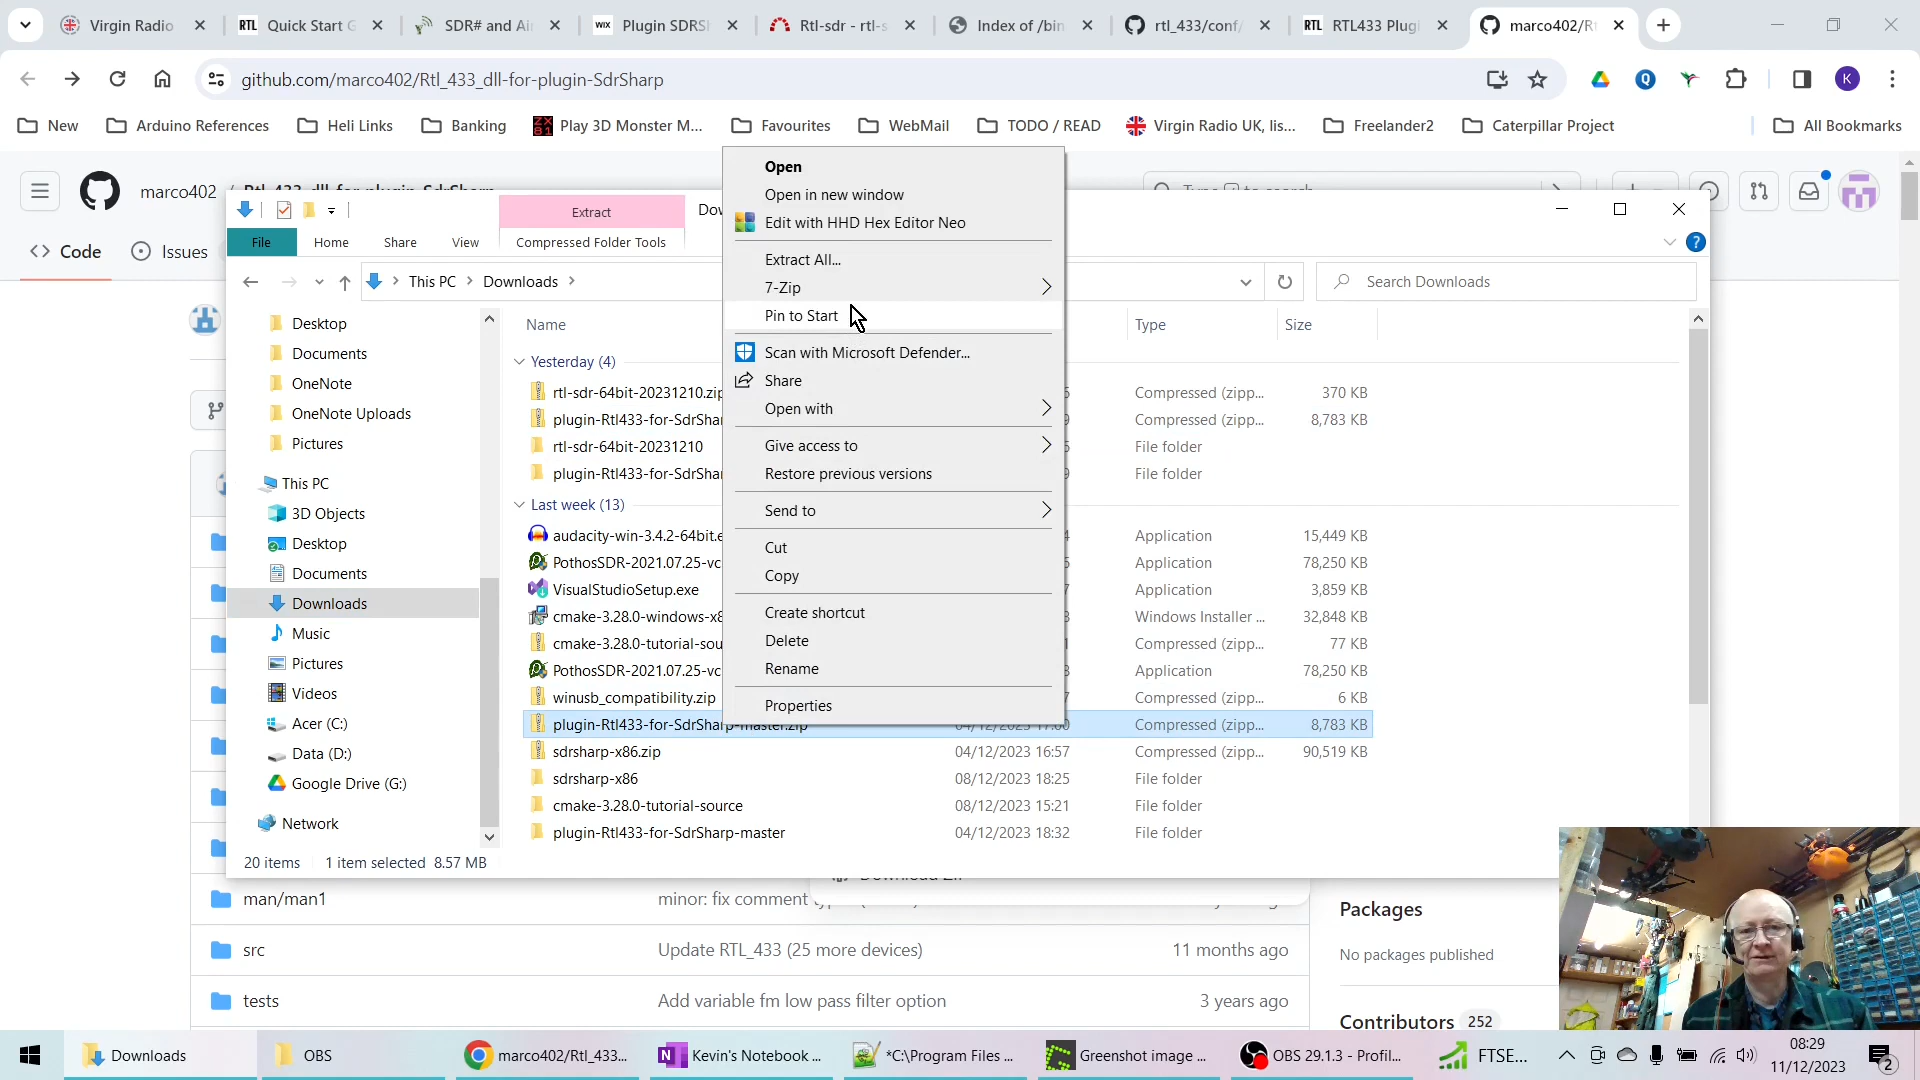 Virgin Radio
Quick Start G
SDR# and Air
Plugin SDRS
Rtl-sdr - rtl-s
Index of /bin
rtl_433/conf/
RTL433 Plug
marco402/Rt
github.com/marco402/Rtl_433_dll-for-plugin-SdrSharp
K
New
Arduino References
Heli Links
Banking
Play 3D Monster M...
Favourites
WebMail
TODO / READ
Virgin Radio UK, lis...
Freelander2
Caterpillar Project
All Bookmarks
marco402 / Rtl_433_dll-for-plugin-SdrSharp
Type to search
Code
Issues
Extract
File
Home
Share
View
Compressed Folder Tools
This PC
Downloads
Search Downloads
Open
Open in new window
Edit with HHD Hex Editor Neo
Extract All...
7-Zip
Pin to Start
Scan with Microsoft Defender...
Share
Open with
Give access to
Restore previous versions
Send to
Cut
Copy
Create shortcut
Delete
Rename
Properties
Desktop
Documents
OneNote
OneNote Uploads
Pictures
This PC
3D Objects
Desktop
Documents
Downloads
Music
Pictures
Videos
Acer (C:)
Data (D:)
Google Drive (G:)
Network
Name
Type
Size
Yesterday (4)
rtl-sdr-64bit-20231210.zip
Compressed (zipp...
370 KB
plugin-Rtl433-for-SdrShar
Compressed (zipp...
8,783 KB
rtl-sdr-64bit-20231210
File folder
plugin-Rtl433-for-SdrShar
File folder
Last week (13)
audacity-win-3.4.2-64bit.e
Application
15,449 KB
PothosSDR-2021.07.25-vc
Application
78,250 KB
VisualStudioSetup.exe
Application
3,859 KB
cmake-3.28.0-windows-x8
Windows Installer ...
32,848 KB
cmake-3.28.0-tutorial-sou
Compressed (zipp...
77 KB
PothosSDR-2021.07.25-vc
Application
78,250 KB
winusb_compatibility.zip
Compressed (zipp...
6 KB
plugin-Rtl433-for-SdrSharp-master.zip
04/12/2023 17:00
Compressed (zipp...
8,783 KB
sdrsharp-x86.zip
04/12/2023 16:57
Compressed (zipp...
90,519 KB
sdrsharp-x86
08/12/2023 18:25
File folder
cmake-3.28.0-tutorial-source
08/12/2023 15:21
File folder
plugin-Rtl433-for-SdrSharp-master
04/12/2023 18:32
File folder
20 items
1 item selected 8.57 MB
man/man1
minor: fix comment
ago
src
Update RTL_433 (25 more devices)
11 months ago
tests
Add variable fm low pass filter option
3 years ago
Packages
No packages published
Contributors 252
Downloads
OBS
marco402/Rtl_433...
Kevin's Notebook ...
*C:\Program Files ...
Greenshot image ...
OBS 29.1.3 - Profil...
FTSE...
08:29
11/12/2023
2